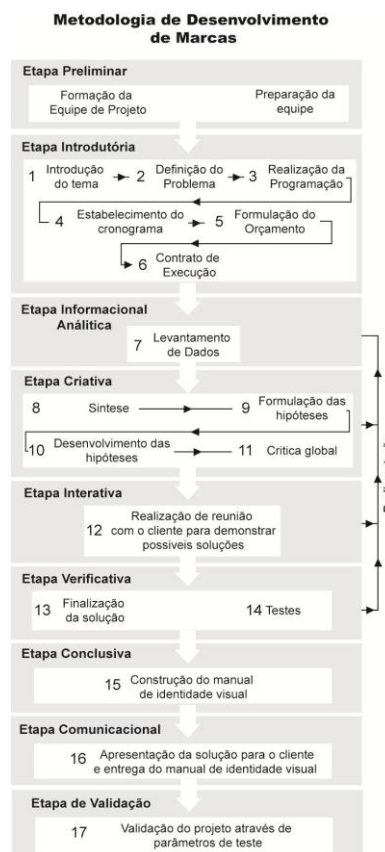 Metodologia de Desenvolvimento
de Marcas
Etapa Preliminar
Formação da
Equipe de Projeto
Preparação da
equipe
Etapa Introdutória
1 Introdução
do tema
2 Definição do
Problema
3 Realização da
Programação
4 Estabelecimento do
cronograma
5 Formulação do
Orçamento
6 Contrato de
Execução
Etapa Informacional
Análitica
7 Levantamento
de Dados
Etapa Criativa
8 Sintese
9 Formulação das
hipóteses
10 Desenvolvimento das
hipóteses
11 Critica global
Etapa Interativa
12 Realização de reunião
com o cliente para demonstrar
possiveis soluções
Etapa Verificativa
13 Finalização
da solução
14 Testes
Etapa Conclusiva
15 Construção do manual
de identidade visual
Etapa Comunicacional
16 Apresentação da solução para o cliente
e entrega do manual de identidade visual
Etapa de Validação
17 Validação do projeto através de
parâmetros de teste